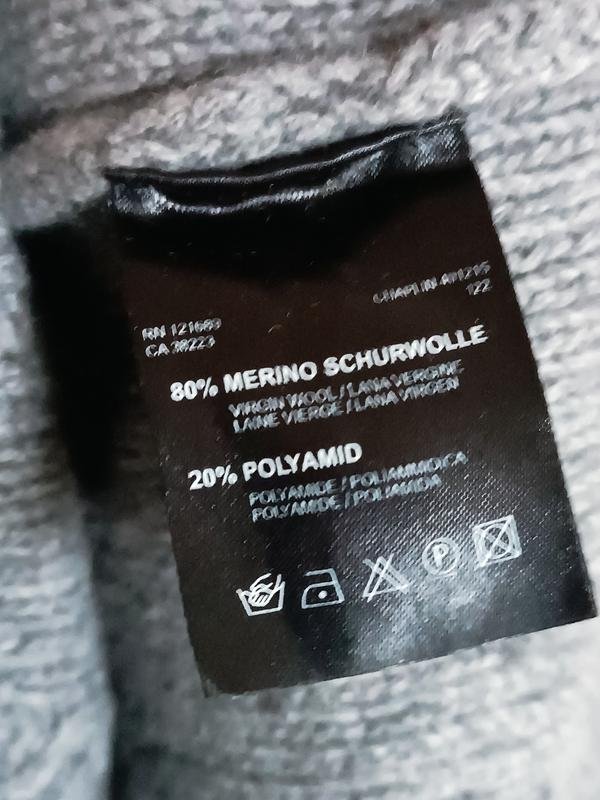 RN 121689
CA 38223
122
80% MERINO SCHURWOLLE
VIRGIN WOOL / LANA VERGINE
LAINE VIERGE / LANA VIRGEN
20% POLYAMID
POLYAMIDE / POLIAMMIDICA
POLYAMIDE / POLIAMIDA
P